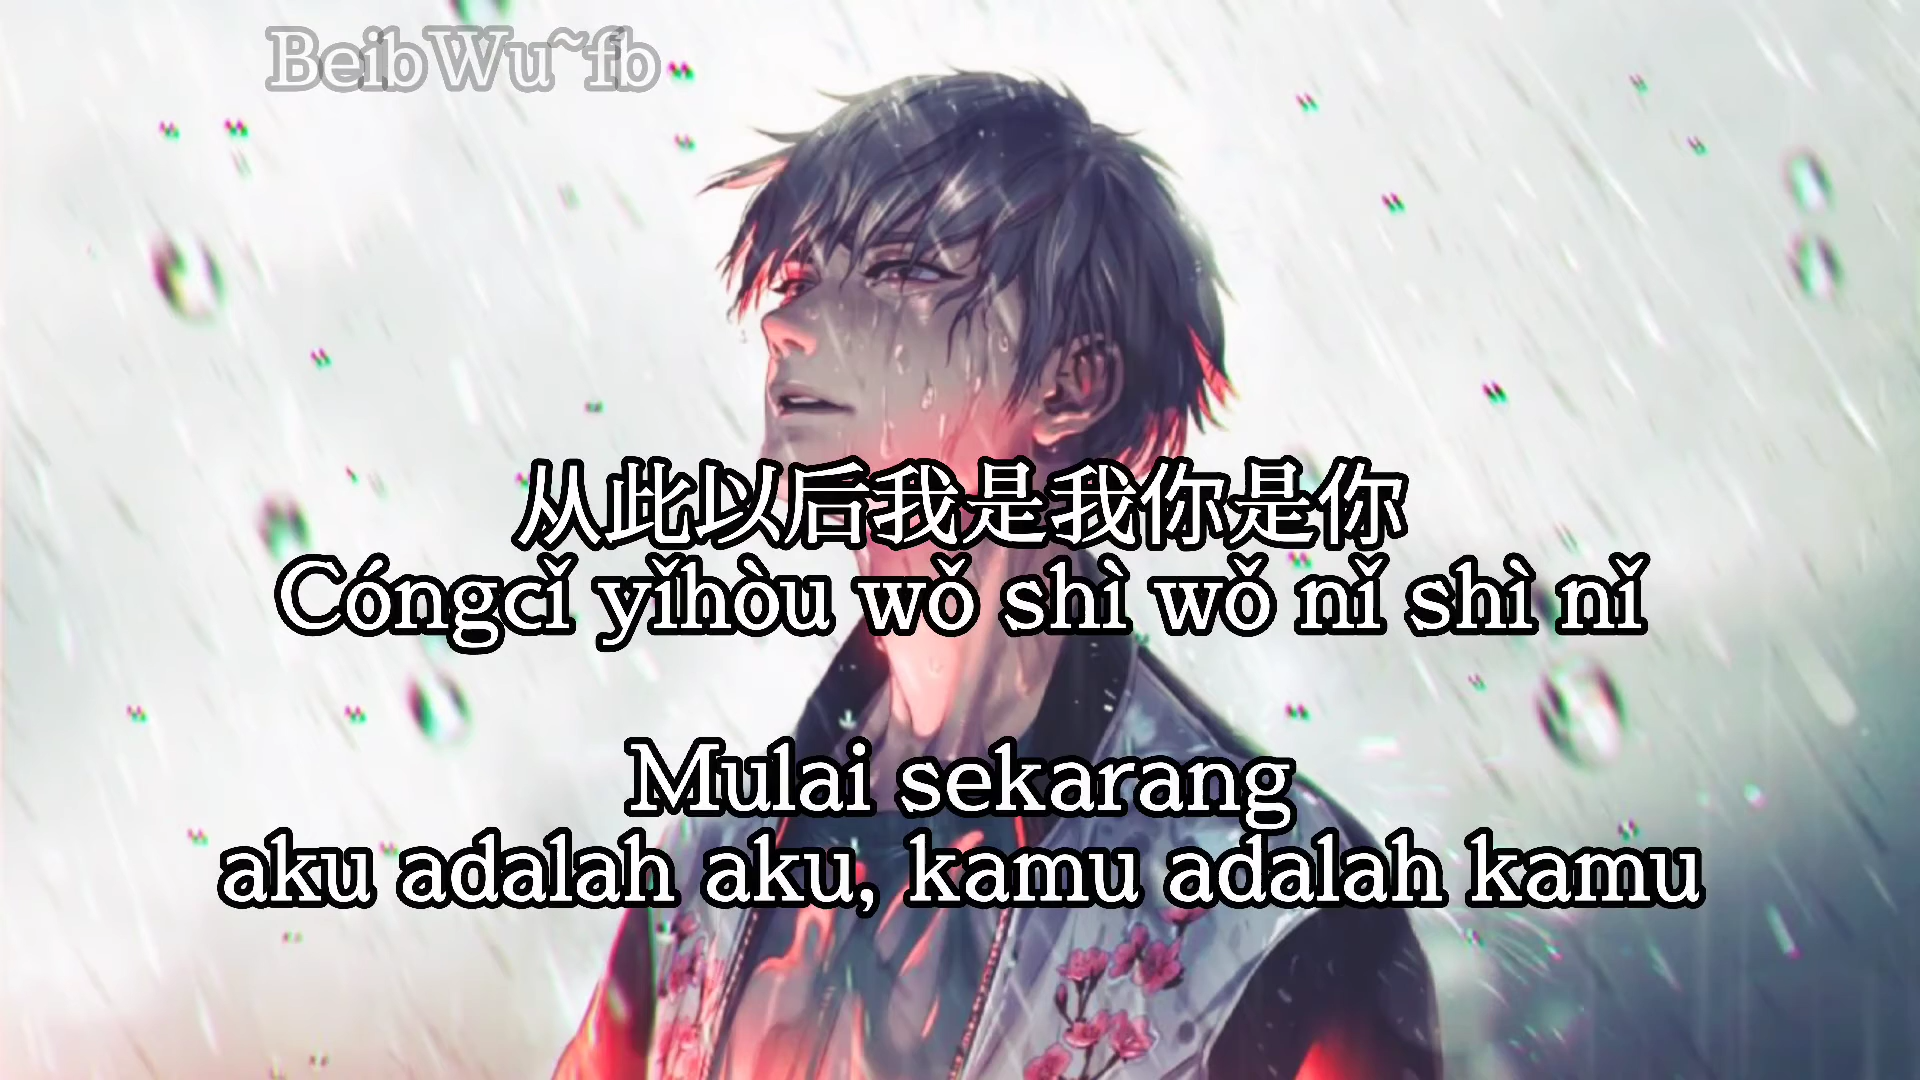 BeibWu~fb
从此以后我是我你是你
Cóngcǐ yǐhòu wǒ shì wǒ nǐ shì nǐ
Mulai sekarang
aku adalah aku, kamu adalah kamu